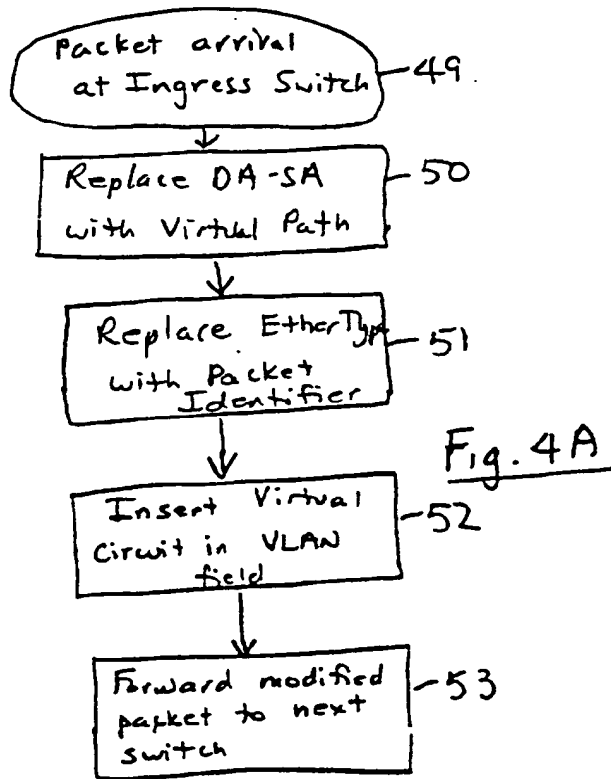 Packet arrival
at Ingress Switch
49
Replace DA-SA
with Virtual Path
50
Replace EtherType
with Packet
Identifier
51
Fig. 4A
Insert Virtual
Circuit in VLAN
field
52
Forward modified
packet to next
switch
53